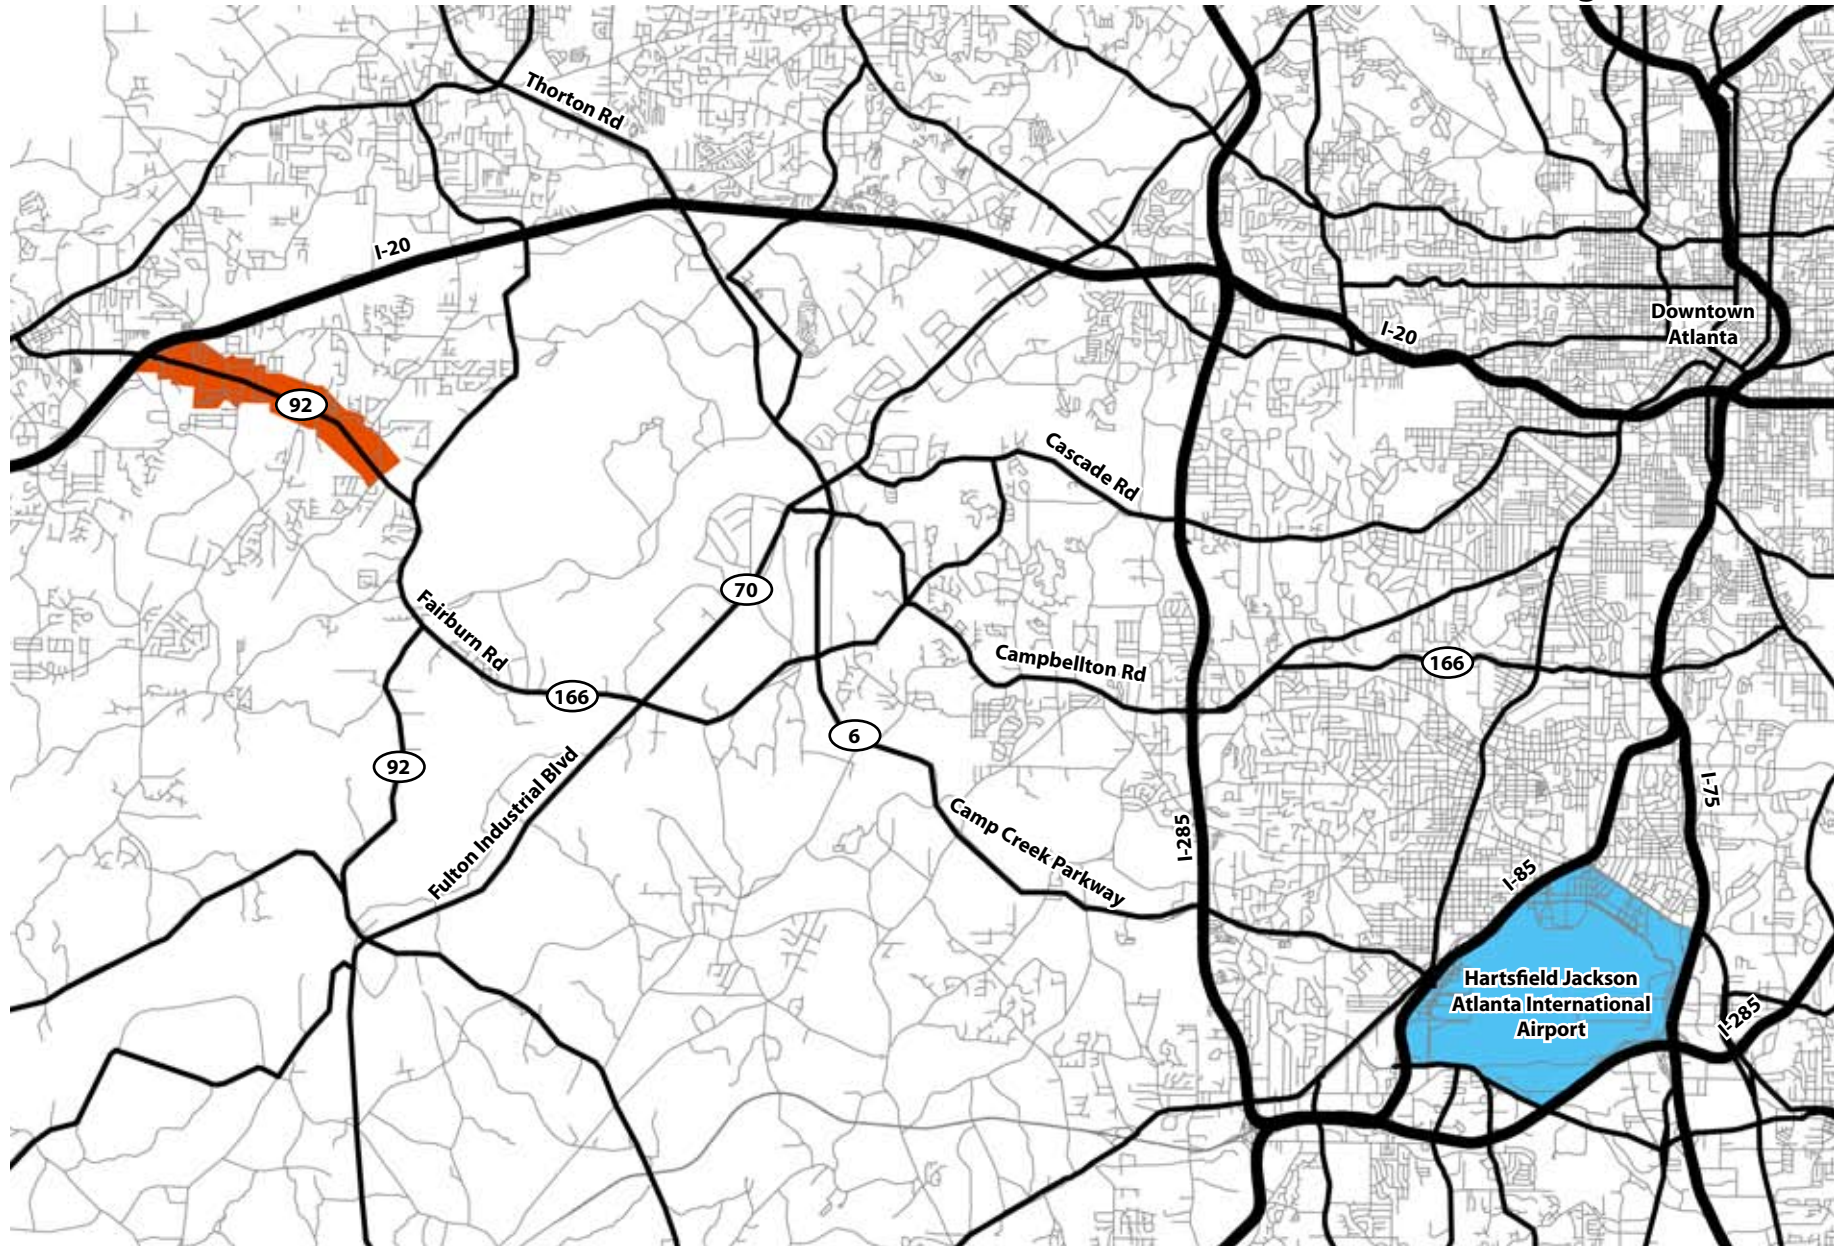 Thorton Rd
I-20
Downtown
Atlanta
I-20
92
Cascade Rd
70
Fairburn Rd
Campbellton Rd
166
166
6
92
Fulton Industrial Blvd
I-75
Camp Creek Parkway
I-285
I-85
Hartsfield Jackson
Atlanta International
Airport
I-285